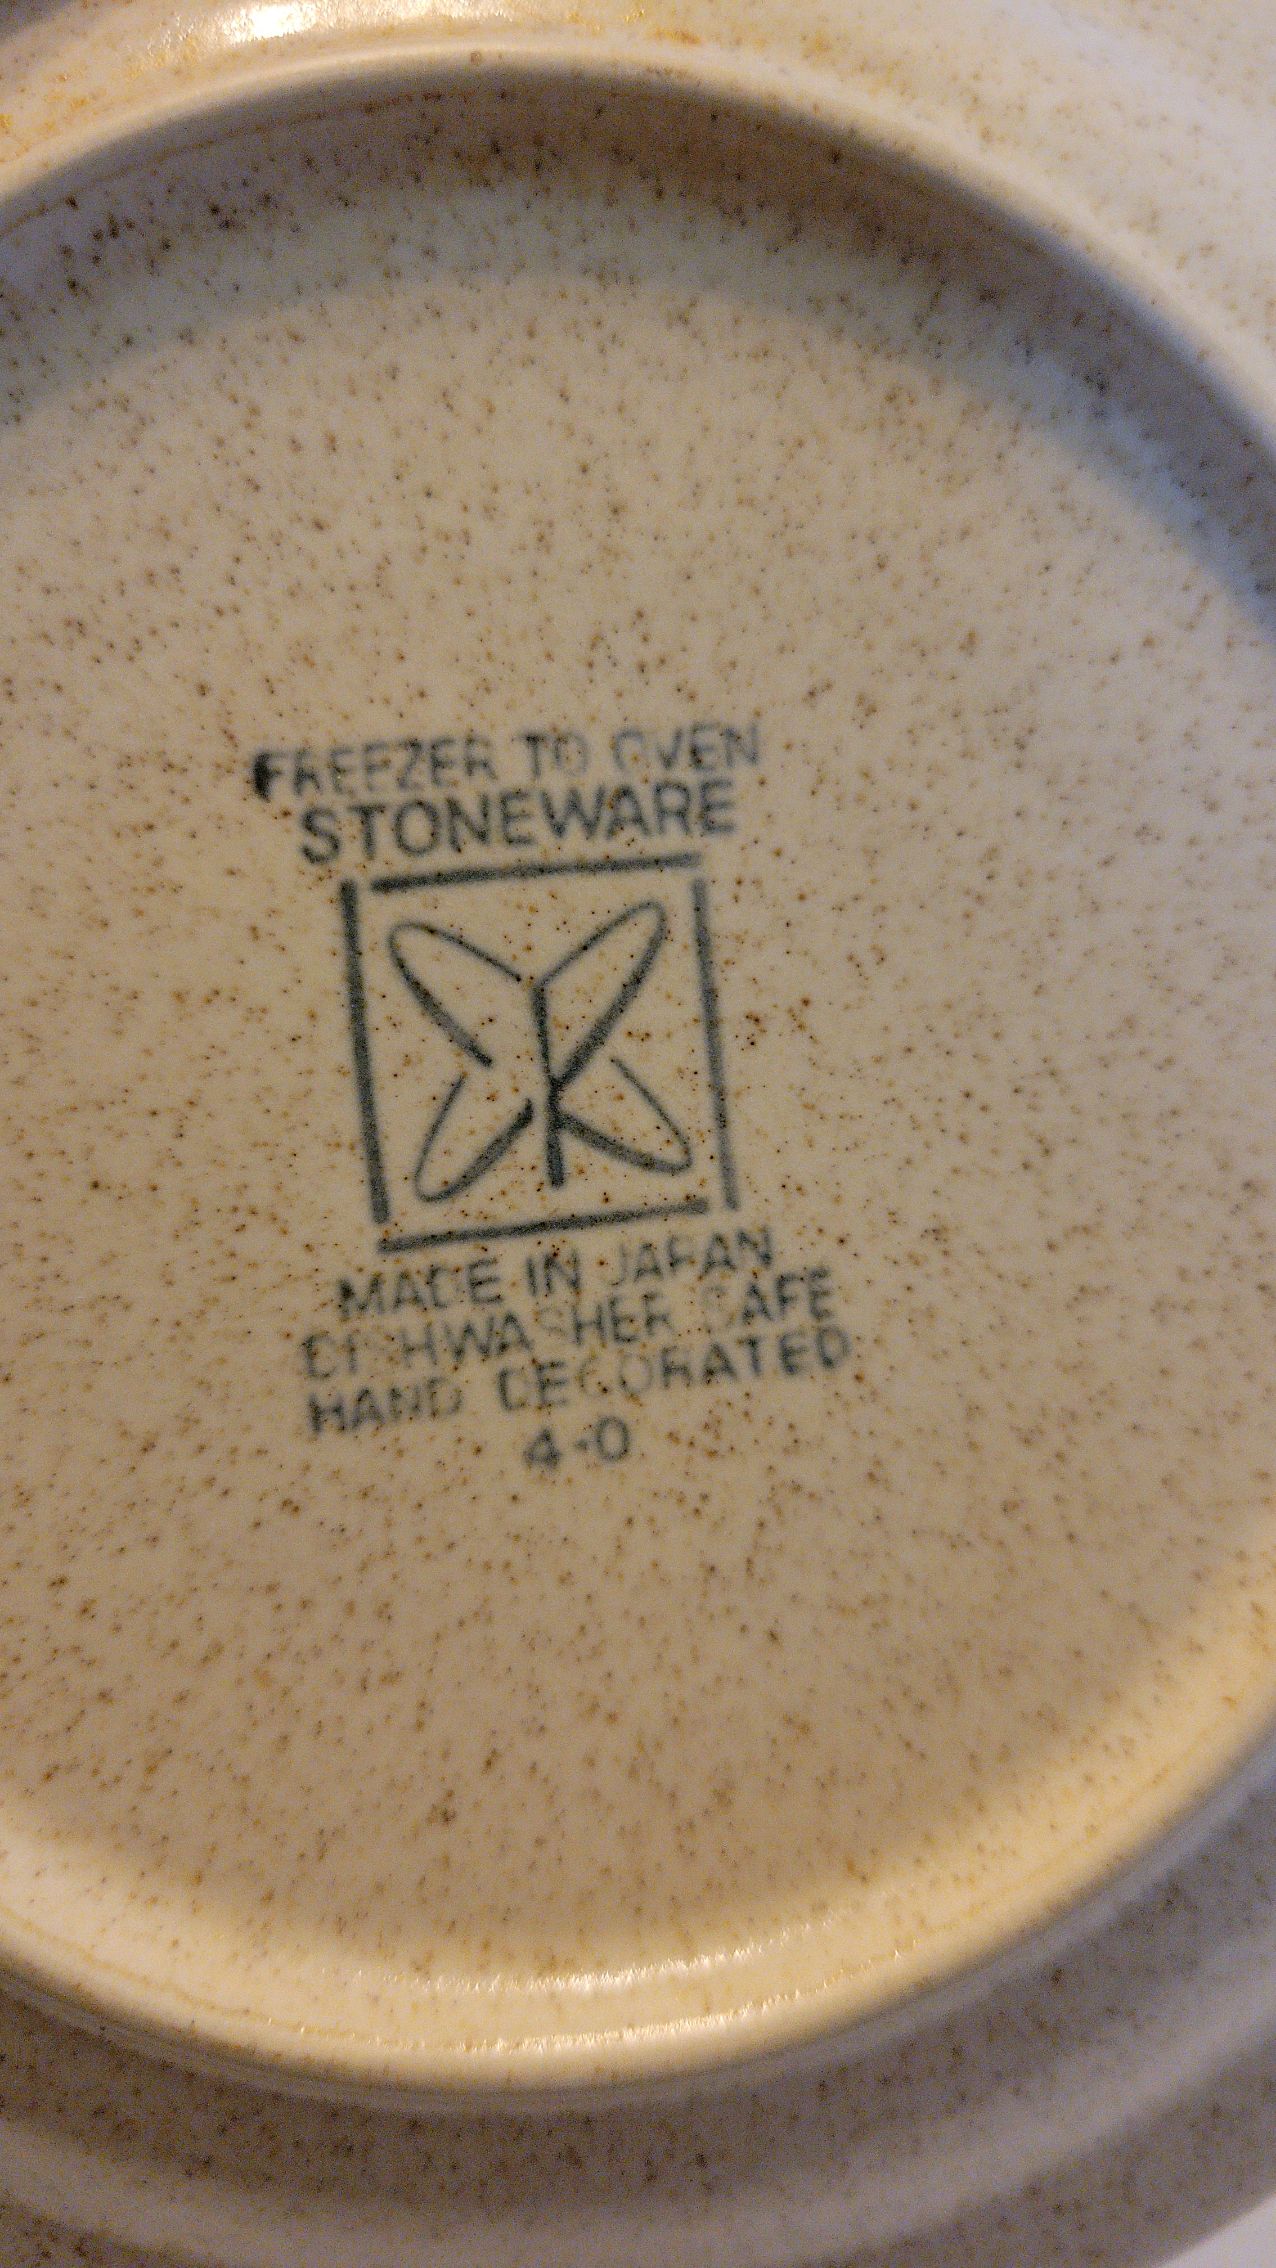 FREEZER TO OVEN
STONEWARE
MADE IN JAPAN
DISHWASHER SAFE
HAND DECORATED
4-0